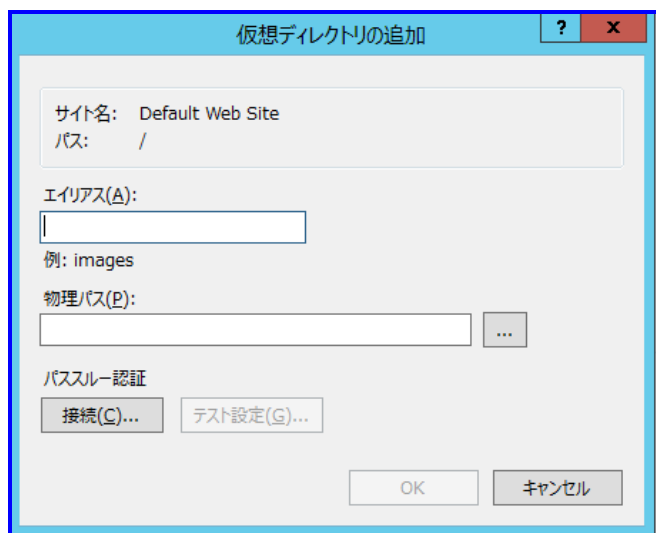 仮想ディレクトリの追加
? x
サイト名: Default Web Site
パス: /
エイリアス(A):
例: images
物理パス(P):
...
パススルー認証
接続(C)... テスト設定(G)...
OK キャンセル